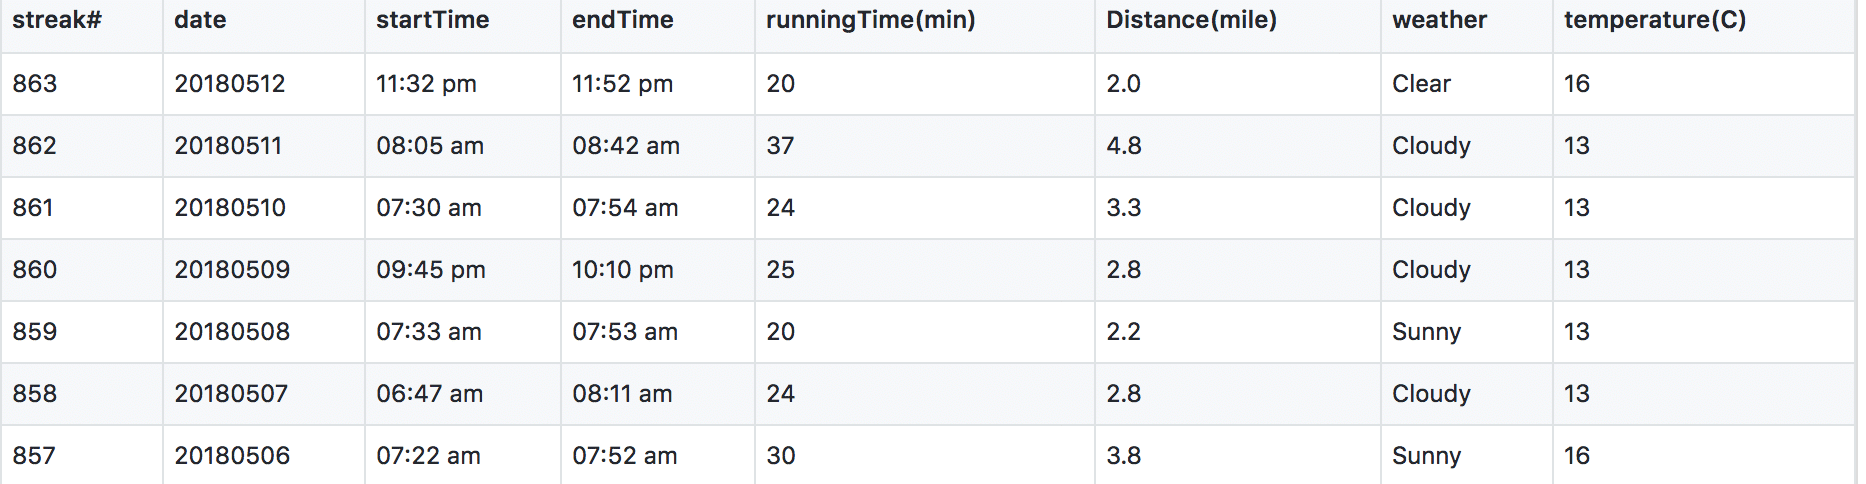 streak# date startTime endTime runningTime(min) Distance(mile) weather temperature(C)
863 20180512 11:32 pm 11:52 pm 20 2.0 Clear 16
862 20180511 08:05 am 08:42 am 37 4.8 Cloudy 13
861 20180510 07:30 am 07:54 am 24 3.3 Cloudy 13
860 20180509 09:45 pm 10:10 pm 25 2.8 Cloudy 13
859 20180508 07:33 am 07:53 am 20 2.2 Sunny 13
858 20180507 06:47 am 08:11 am 24 2.8 Cloudy 13
857 20180506 07:22 am 07:52 am 30 3.8 Sunny 16